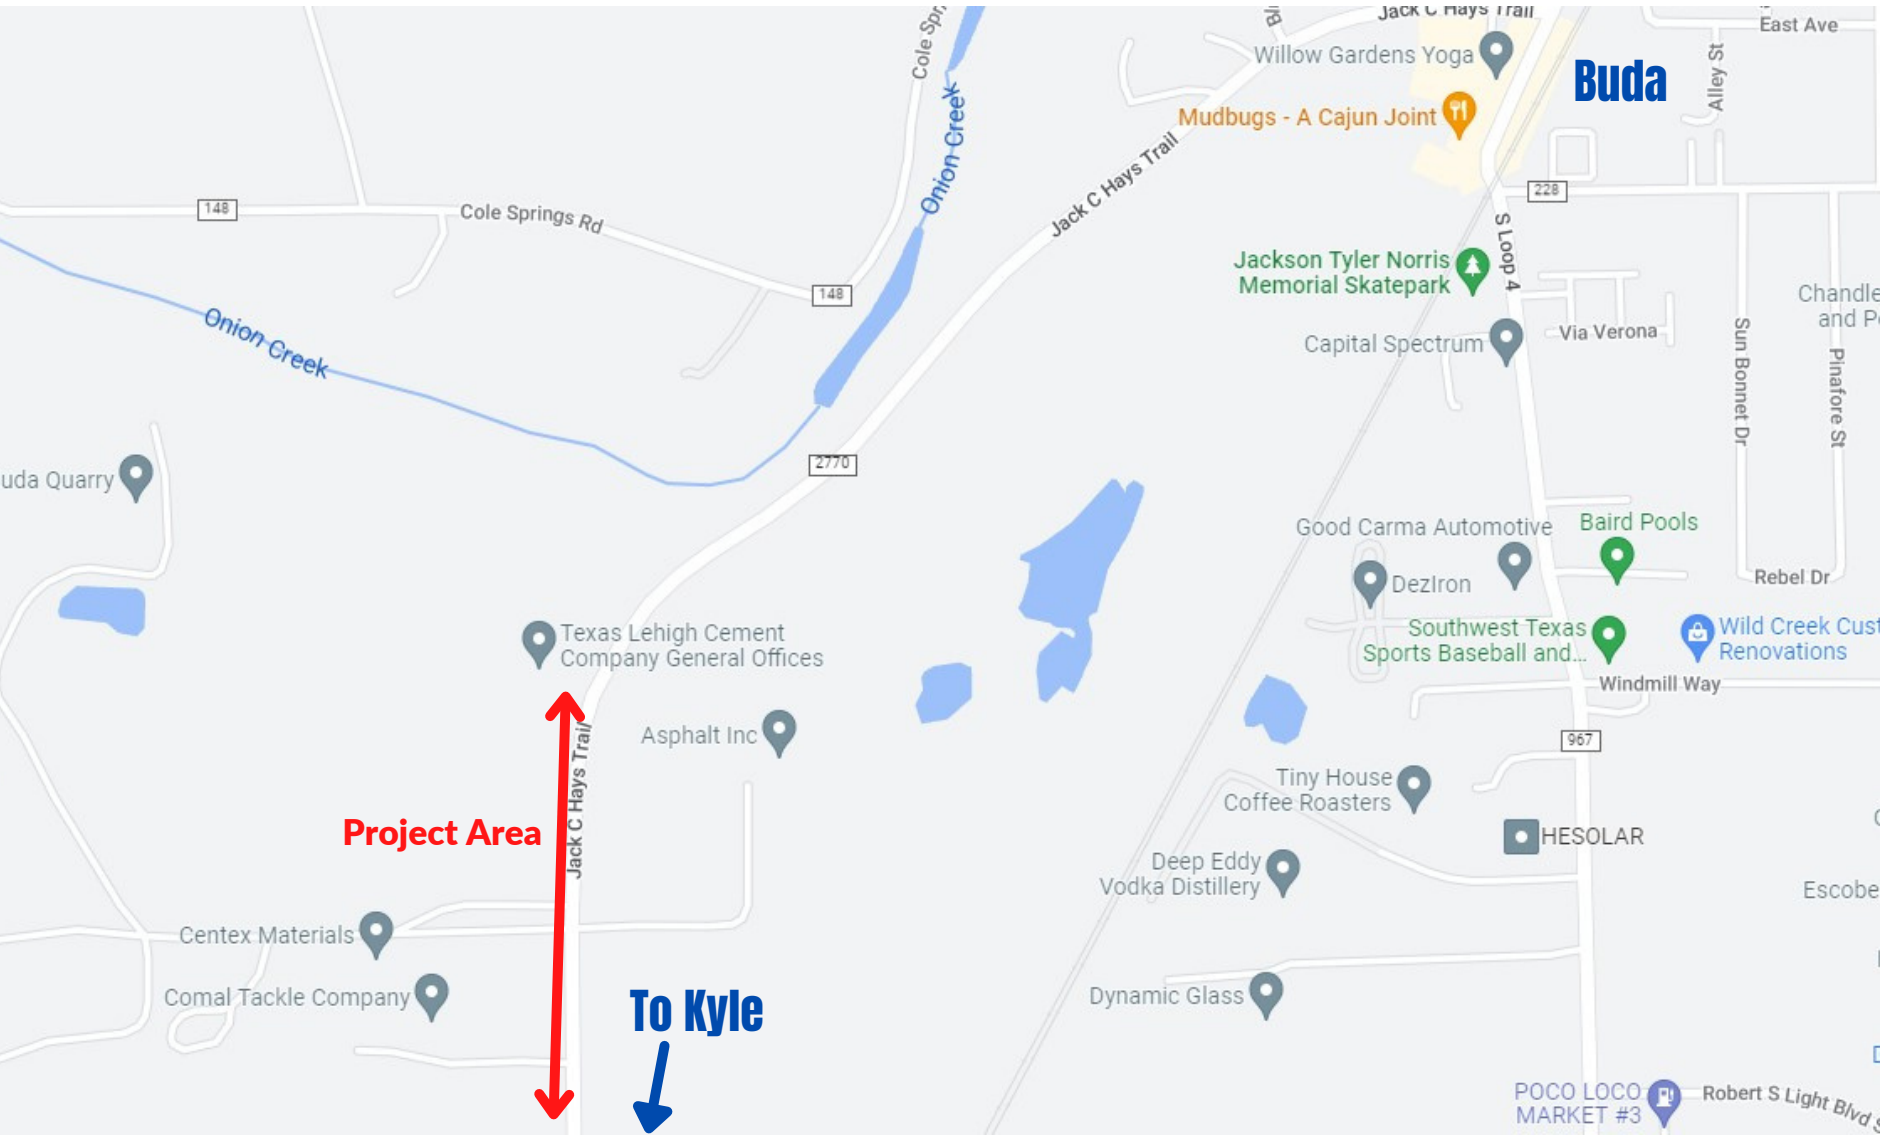 Jack C Hays Trail
East Ave
Cole Spri
Willow Gardens Yoga
Buda
Alley St
Mudbugs - A Cajun Joint
Onion Creek
Jack C Hays Trail
228
148
Cole Springs Rd
S Loop 4
Jackson Tyler Norris
Memorial Skatepark
148
Chandle
and P
Onion Creek
Via Verona
Capital Spectrum
Sun Bonnet Dr
Pinafore St
2770
uda Quarry
Good Carma Automotive
Baird Pools
DezIron
Rebel Dr
Texas Lehigh Cement
Company General Offices
Southwest Texas
Sports Baseball and...
Wild Creek Cust
Renovations
Windmill Way
Asphalt Inc
967
Jack C Hays Trail
Tiny House
Coffee Roasters
Project Area
HESOLAR
Deep Eddy
Vodka Distillery
Escobe
Centex Materials
Comal Tackle Company
Dynamic Glass
To Kyle
POCO LOCO
MARKET #3
Robert S Light Blvd S